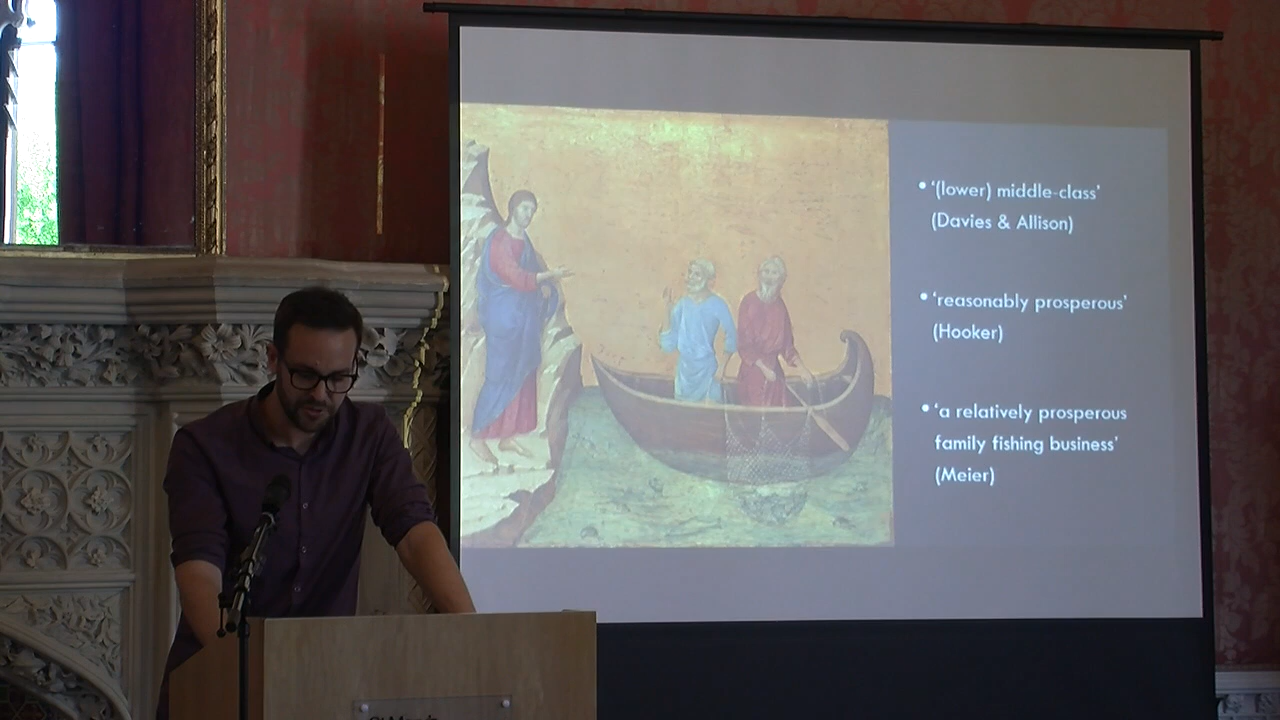 • '(lower) middle-class'
(Davies & Allison)
• 'reasonably prosperous'
(Hooker)
• 'a relatively prosperous
family fishing business'
(Meier)